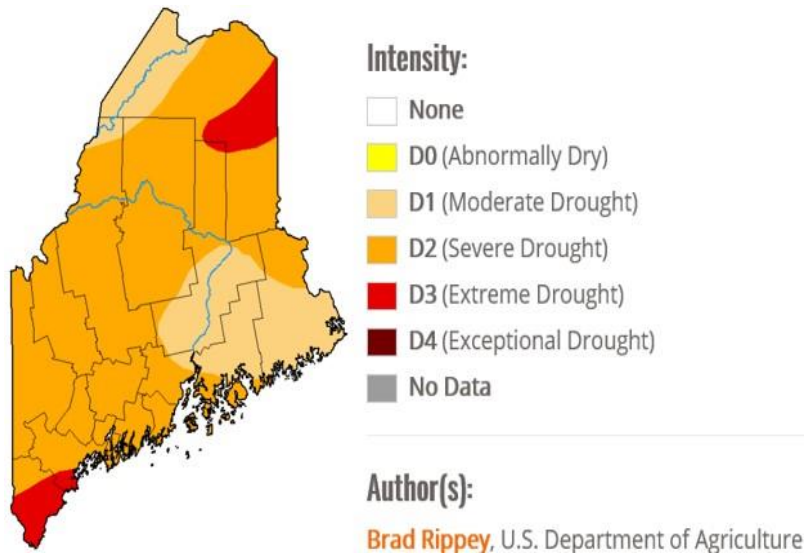 Intensity:
None
D0 (Abnormally Dry)
D1 (Moderate Drought)
D2 (Severe Drought)
D3 (Extreme Drought)
D4 (Exceptional Drought)
No Data
Author(s):
Brad Rippey, U.S. Department of Agriculture